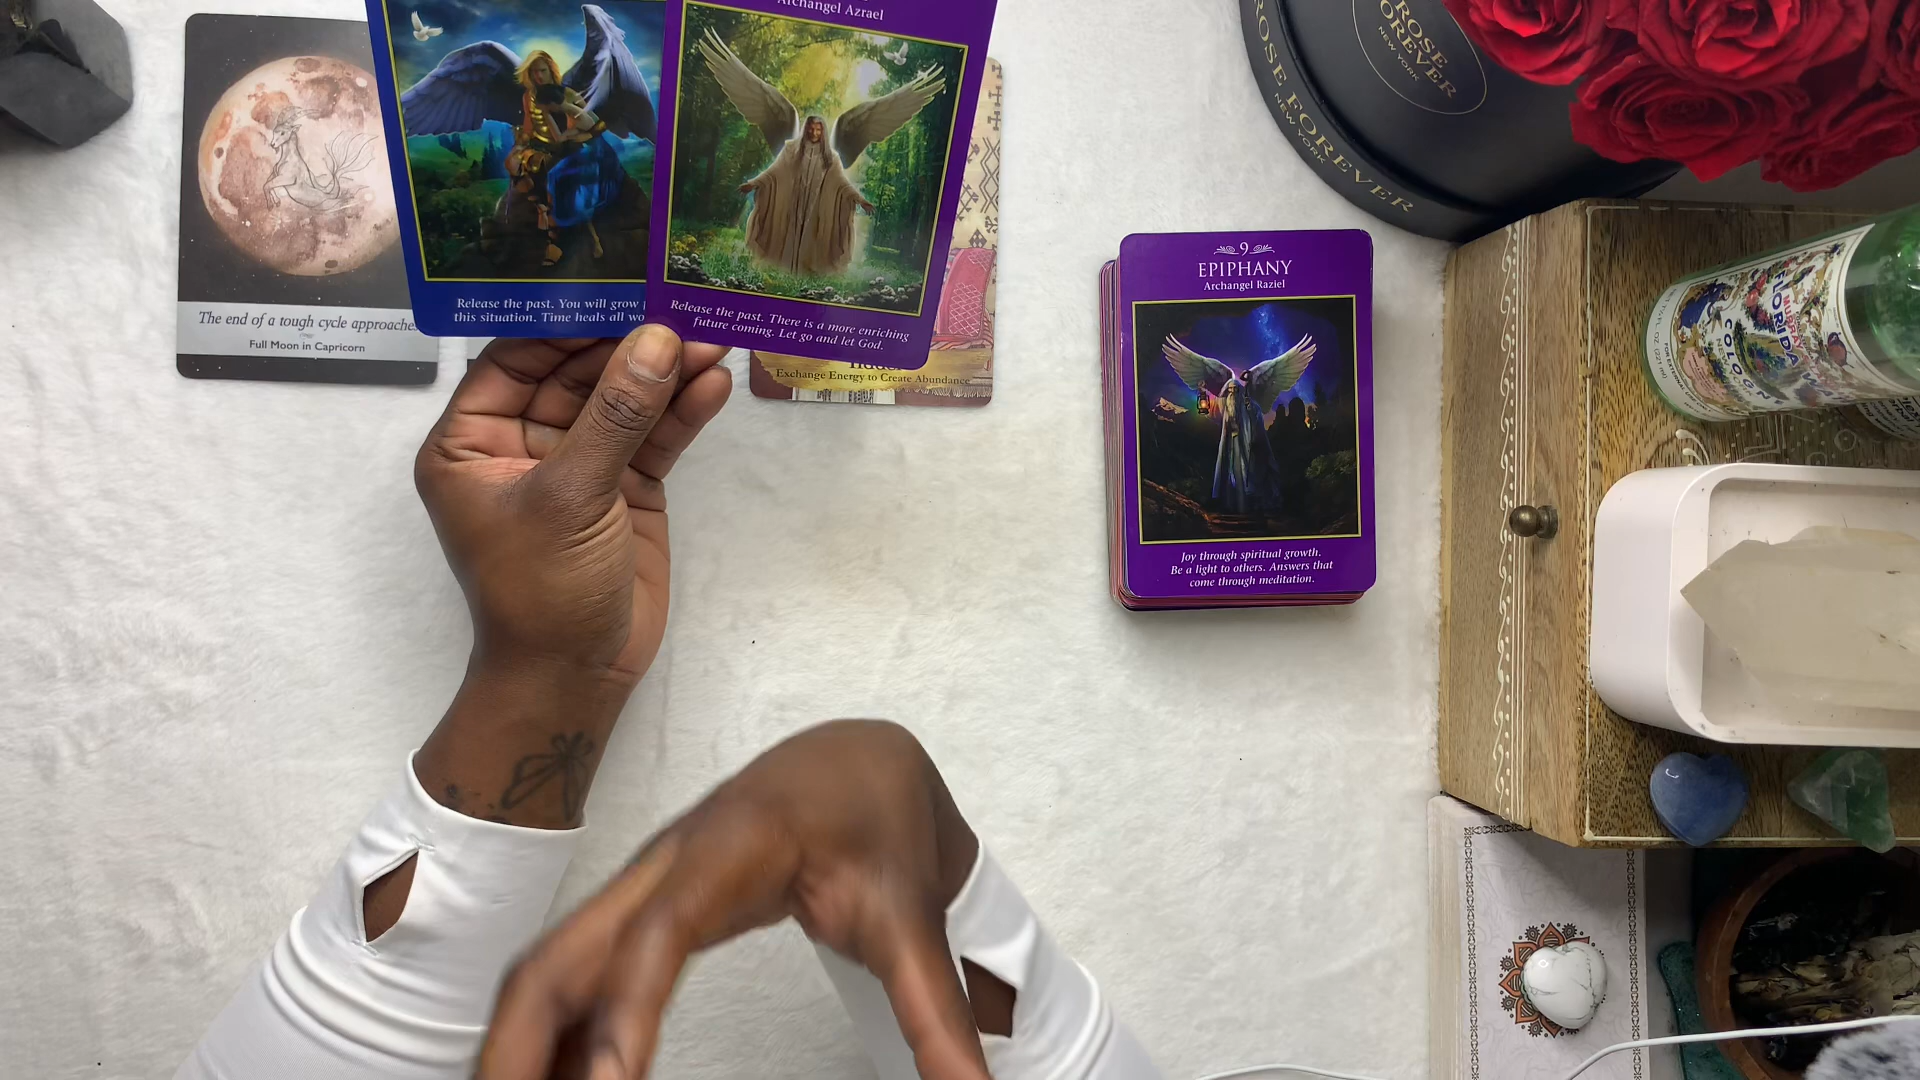 The end of a tough cycle approache
Full Moon in Capricorn
Release the past. You will grow
this situation. Time heals all wo
Archangel Azrael
Release the past. There is a more enriching
future coming. Let go and let God.
Exchange Energy to Create Abundance
9
EPIPHANY
Archangel Raziel
Joy through spiritual growth.
Be a light to others. Answers that
come through meditation.
ROSE
FOREVER
NEW YORK
ROSE FOREVER
NEW YORK
MURRAY
FLORIDA
COLOGN